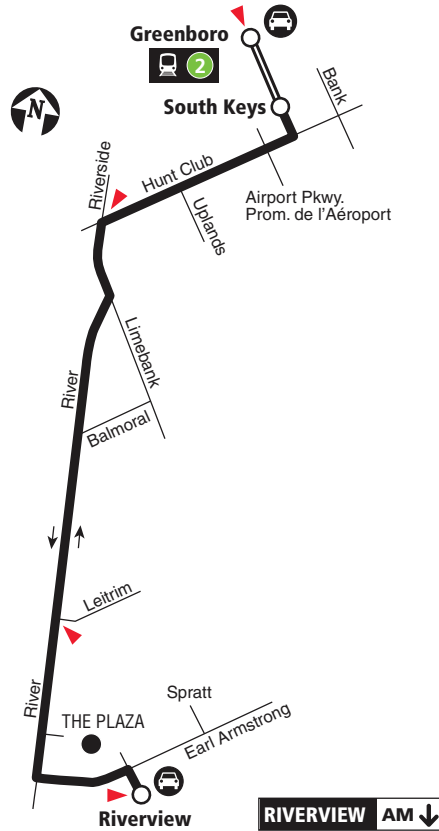 Greenboro
2
South Keys
Bank
N
Riverside
Hunt Club
Airport Pkwy.
Prom. de l'Aéroport
Uplands
Limebank
River
Balmoral
Leitrim
River
Spratt
THE PLAZA
Earl Armstrong
Riverview
RIVERVIEW AM